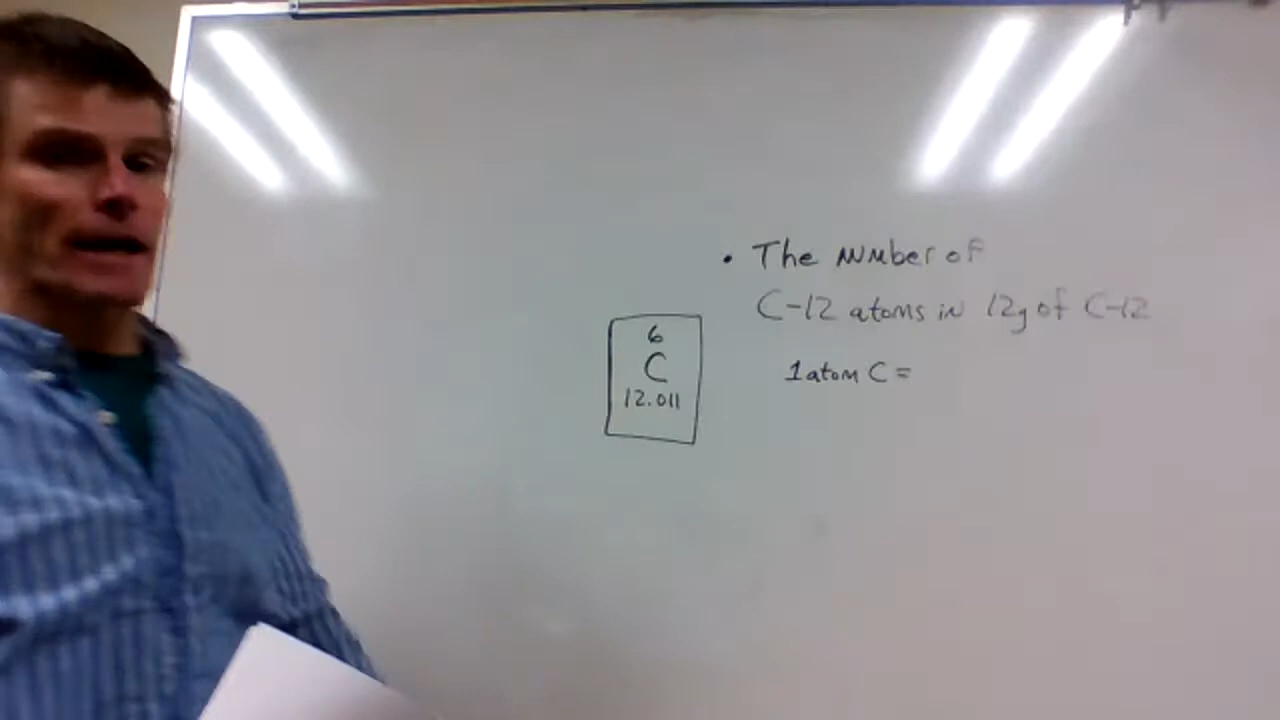 • The number of
C-12 atoms in 12g of C-12
6
C
12.011
1 atom C =